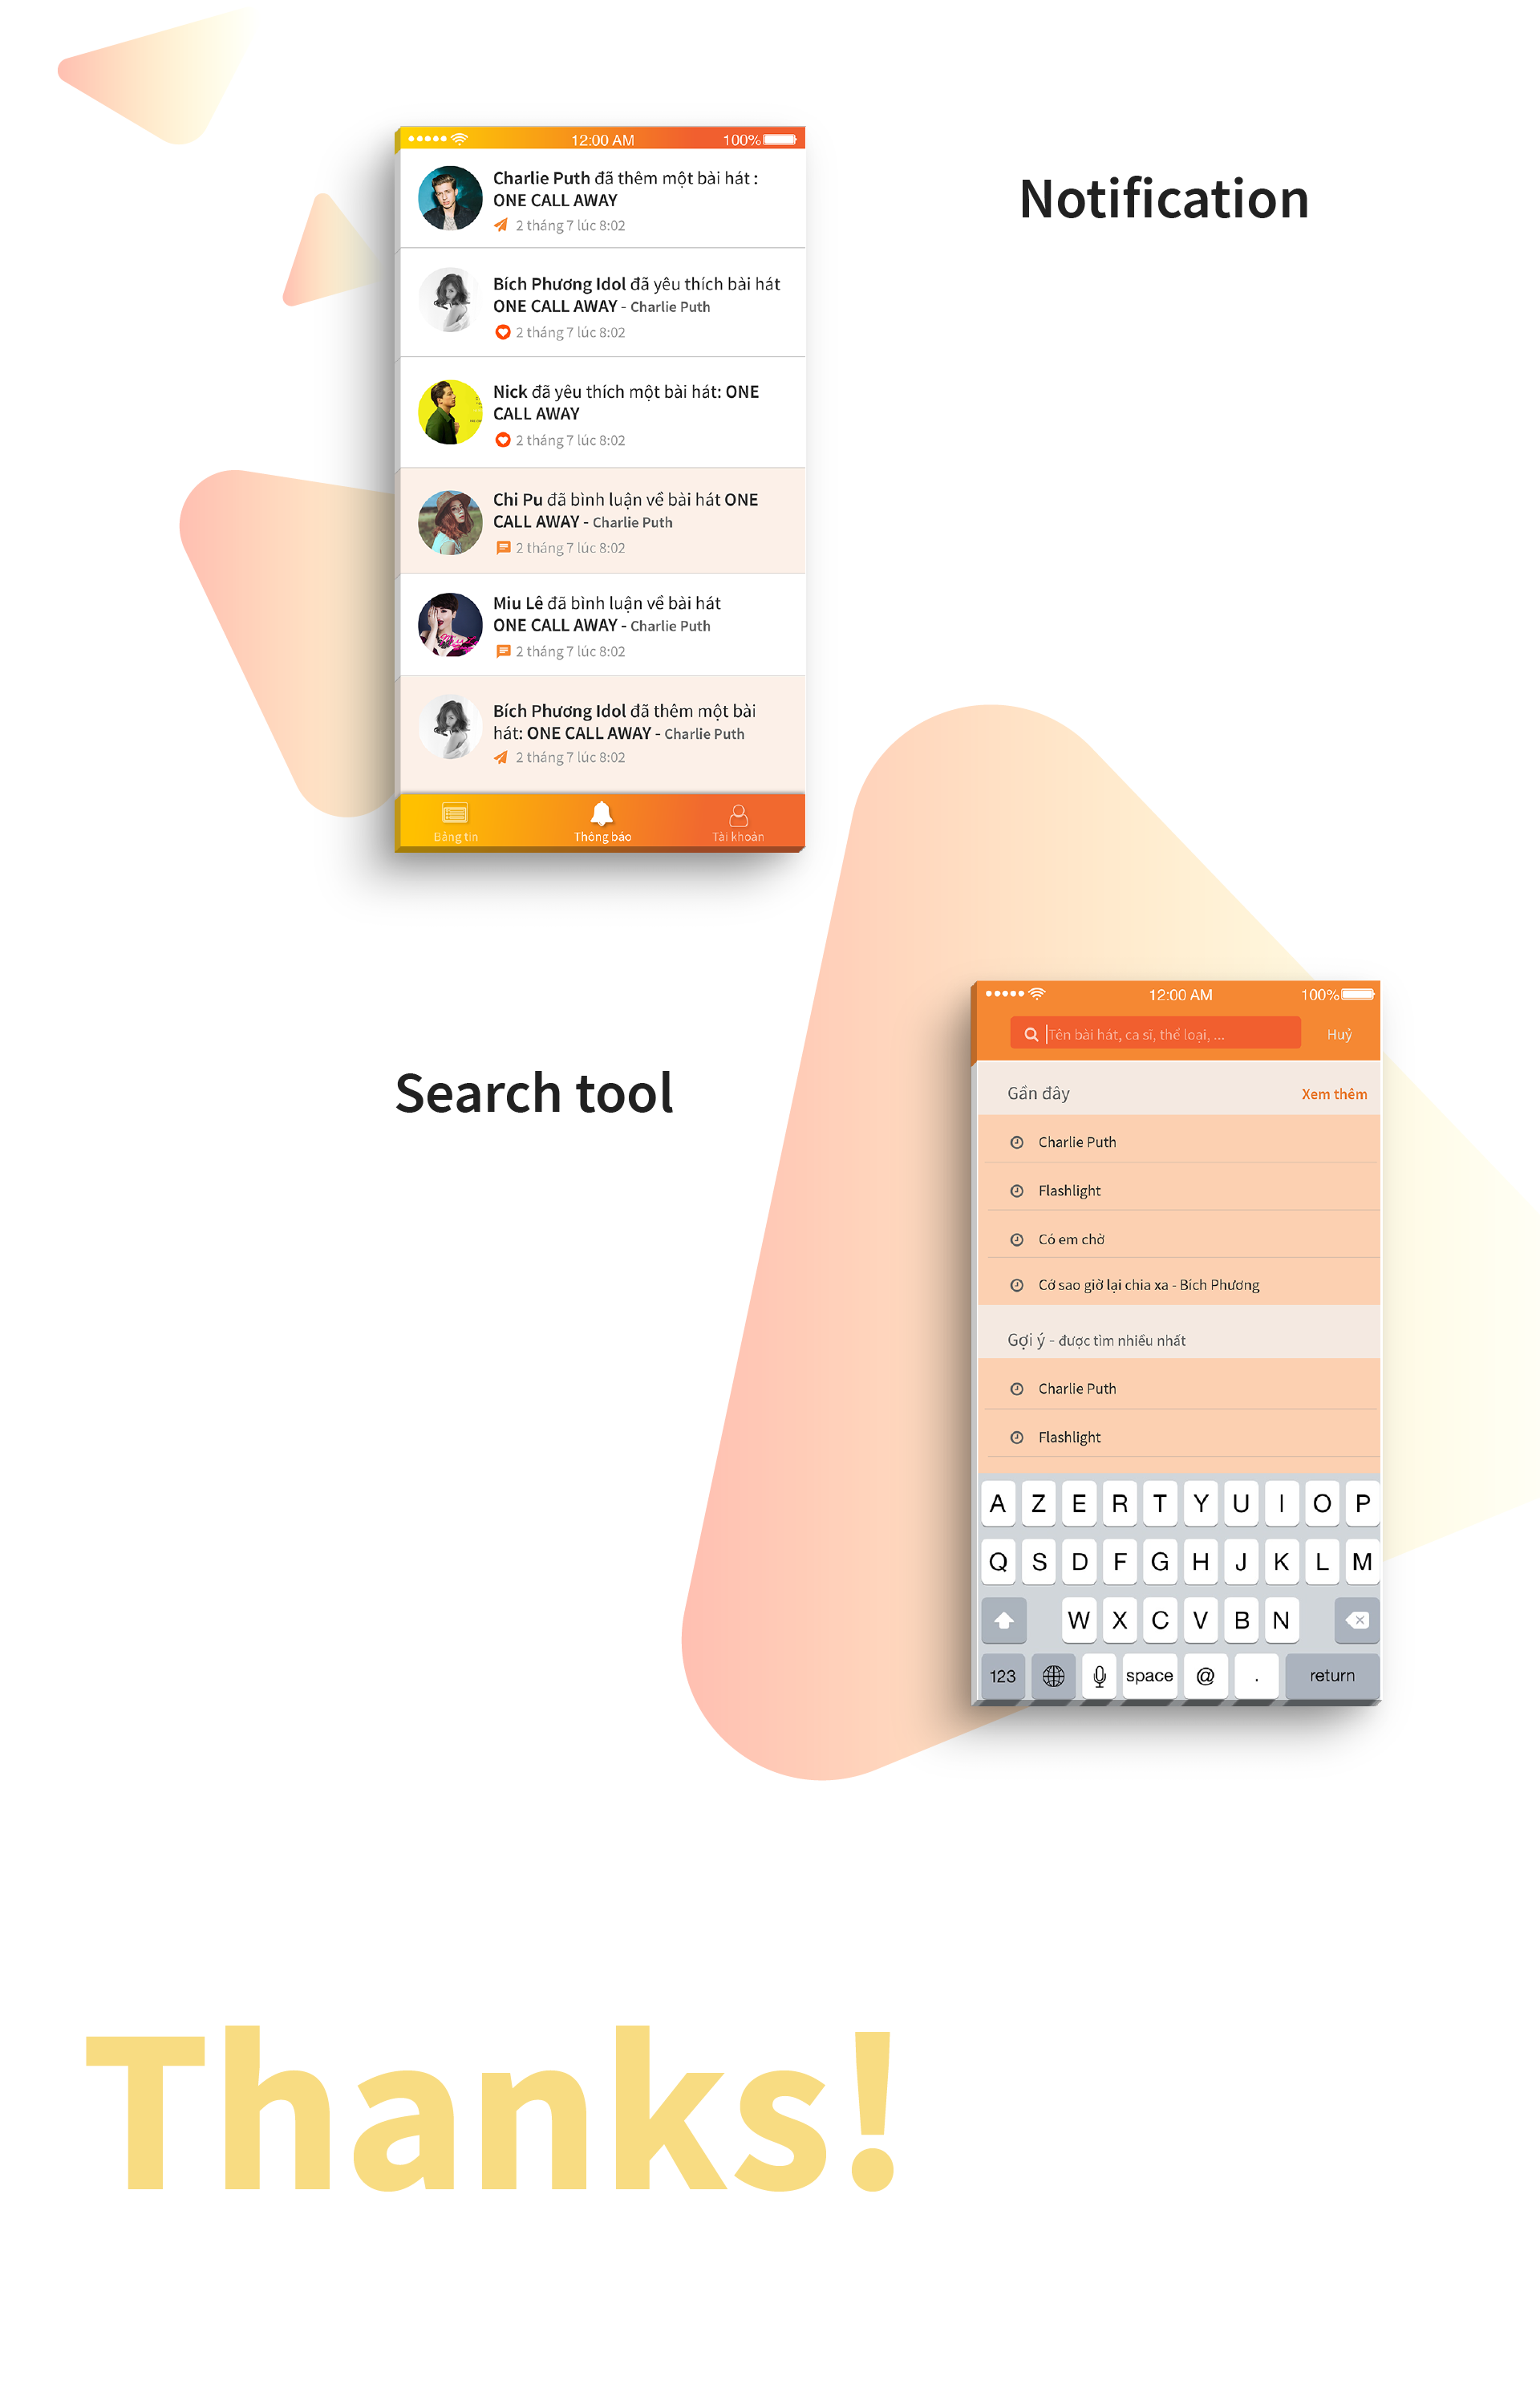 12:00 AM 100%
Notification
Charlie Puth đã thêm một bài hát :
ONE CALL AWAY
2 tháng 7 lúc 8:02
Bích Phương Idol đã yêu thích bài hát
ONE CALL AWAY - Charlie Puth
2 tháng 7 lúc 8:02
Nick đã yêu thích một bài hát: ONE
CALL AWAY
2 tháng 7 lúc 8:02
Chi Pu đã bình luận về bài hát ONE
CALL AWAY - Charlie Puth
2 tháng 7 lúc 8:02
Miu Lê đã bình luận về bài hát
ONE CALL AWAY - Charlie Puth
2 tháng 7 lúc 8:02
Bích Phương Idol đã thêm một bài
hát: ONE CALL AWAY - Charlie Puth
2 tháng 7 lúc 8:02
Bảng tin Thông báo Tài khoản
Search tool
12:00 AM 100%
Tên bài hát, ca sĩ, thể loại, ... Huỷ
Gần đây Xem thêm
Charlie Puth
Flashlight
Có em chờ
Cớ sao giờ lại chia xa - Bích Phương
Gợi ý - được tìm nhiều nhất
Charlie Puth
Flashlight
A Z E R T Y U I O P
Q S D F G H J K L M
W X C V B N
123 space @ . return
Thanks!